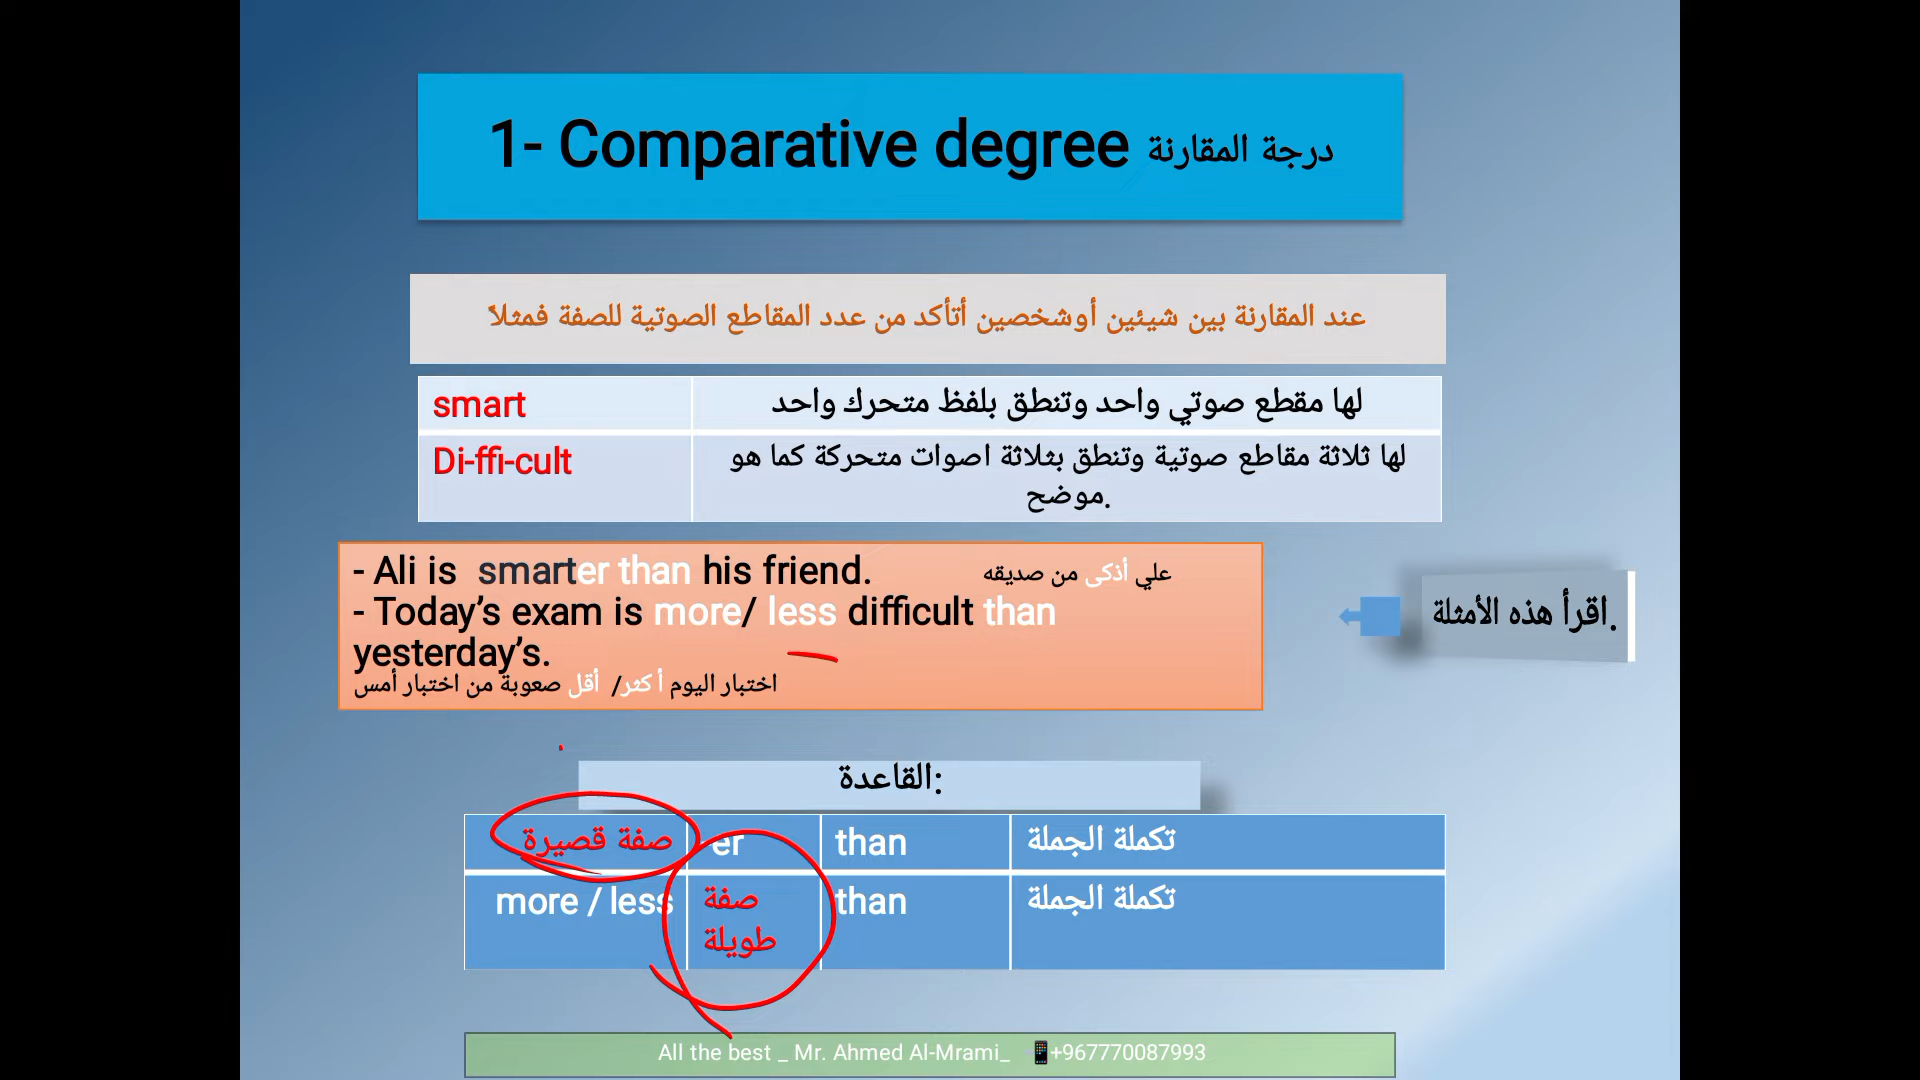 1- Comparative degree درجة المقارنة
عند المقارنة بين شيئين أوشخصين أتأكد من عدد المقاطع الصوتية للصفة فمثلاً
smart لها مقطع صوتي واحد وتنطق بلفظ متحرك واحد
Di-ffi-cult لها ثلاثة مقاطع صوتية وتنطق بثلاثة اصوات متحركة كما هو
موضح.
- Ali is smarter than his friend. علي أذكى من صديقه
- Today’s exam is more/ less difficult than
yesterday’s.
اختبار اليوم أكثر/ أقل صعوبة من اختبار أمس
اقرأ هذه الأمثلة.
القاعدة:
صفة قصيرة er than تكملة الجملة
more / less صفة than تكملة الجملة
طويلة
All the best _ Mr. Ahmed Al-Mrami_ 📱+967770087993